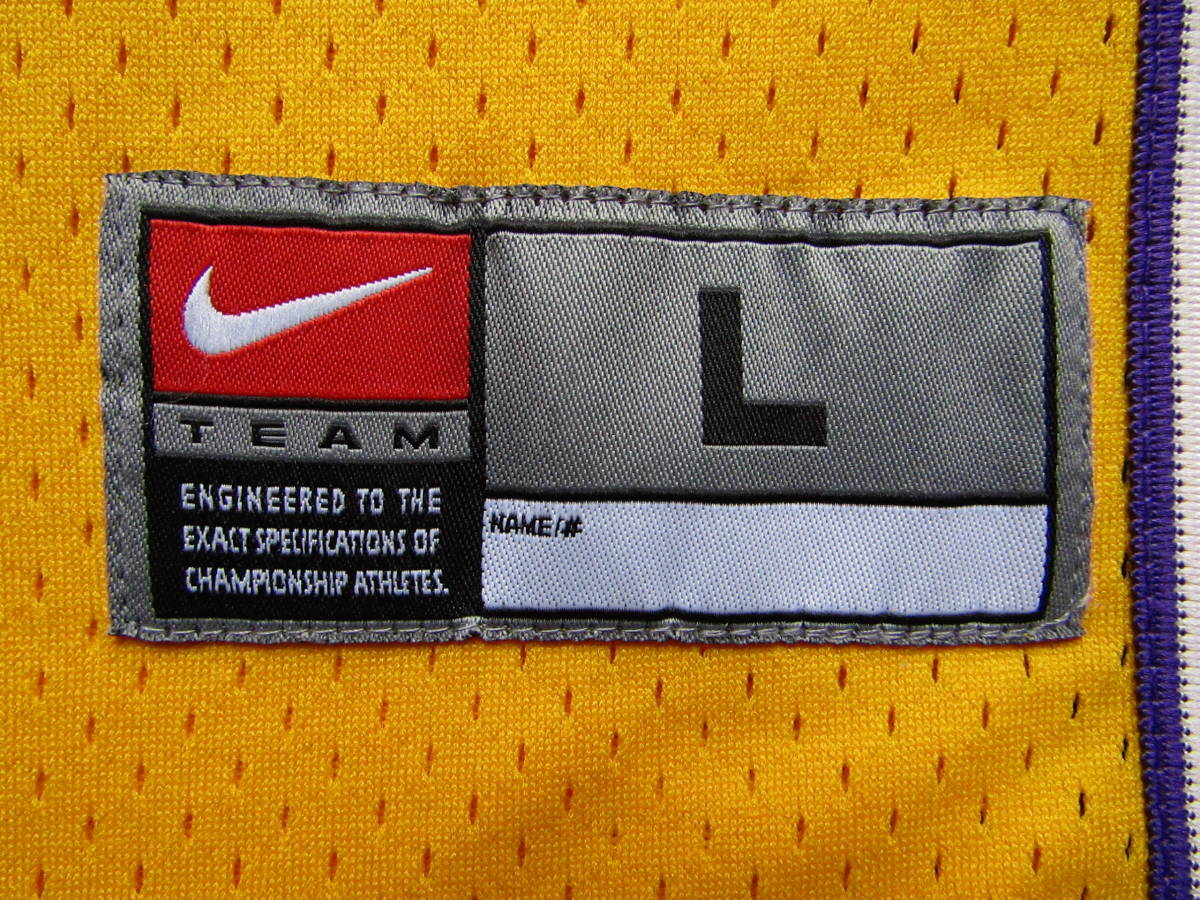 TEAM
ENGINEERED TO THE
EXACT SPECIFICATIONS OF
CHAMPIONSHIP ATHLETES.
L
NAME/#